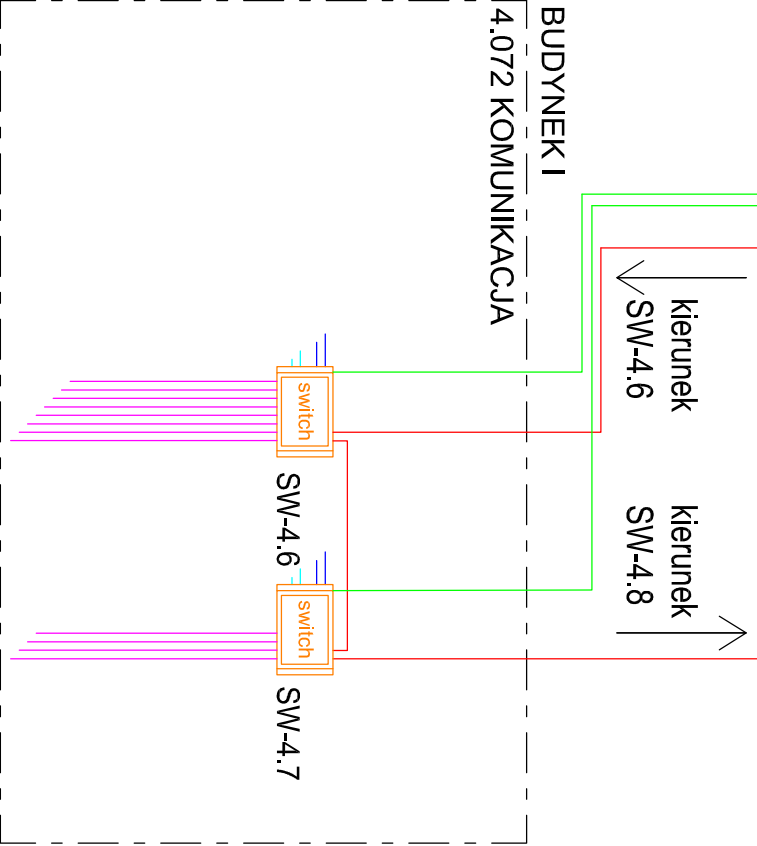 BUDYNEK I
4.072 KOMUNIKACJA
kierunek
SW-4.6
kierunek
SW-4.8
switch
SW-4.6
switch
SW-4.7